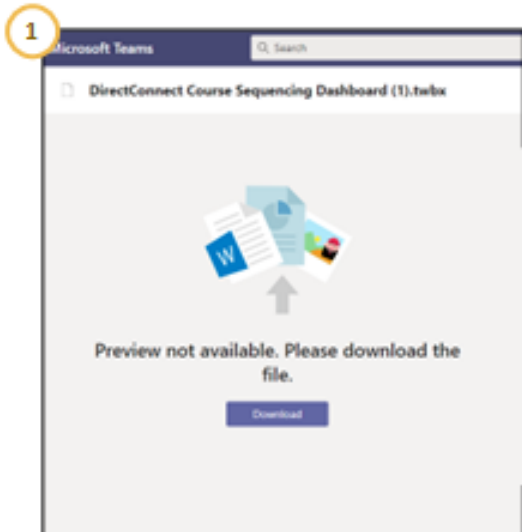 1
Microsoft Teams
Search
DirectConnect Course Sequencing Dashboard (1).twbx
W
Preview not available. Please download the
file.
Download